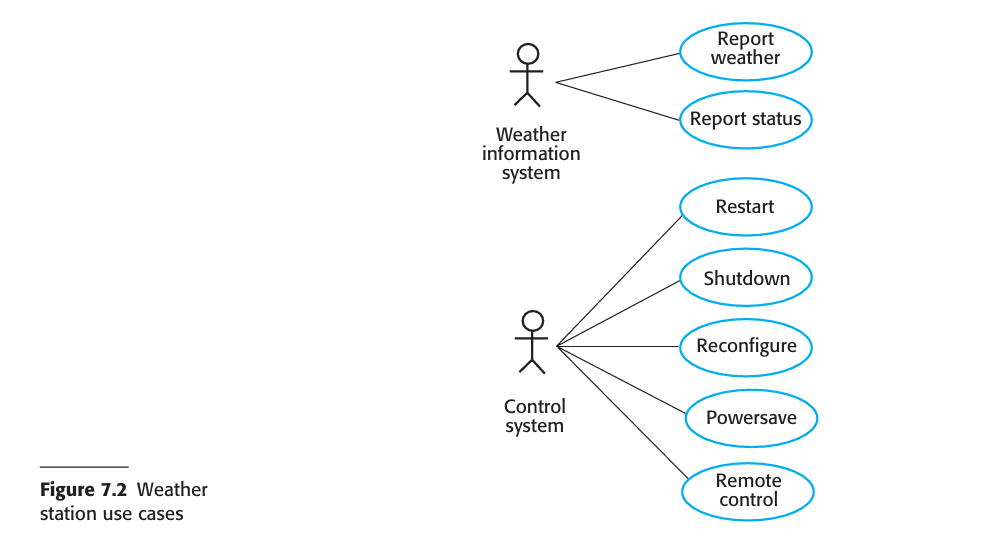 Report
weather
Report status
Weather
information
system
Restart
Shutdown
Reconfigure
Powersave
Remote
control
Control
system
Figure 7.2 Weather
station use cases